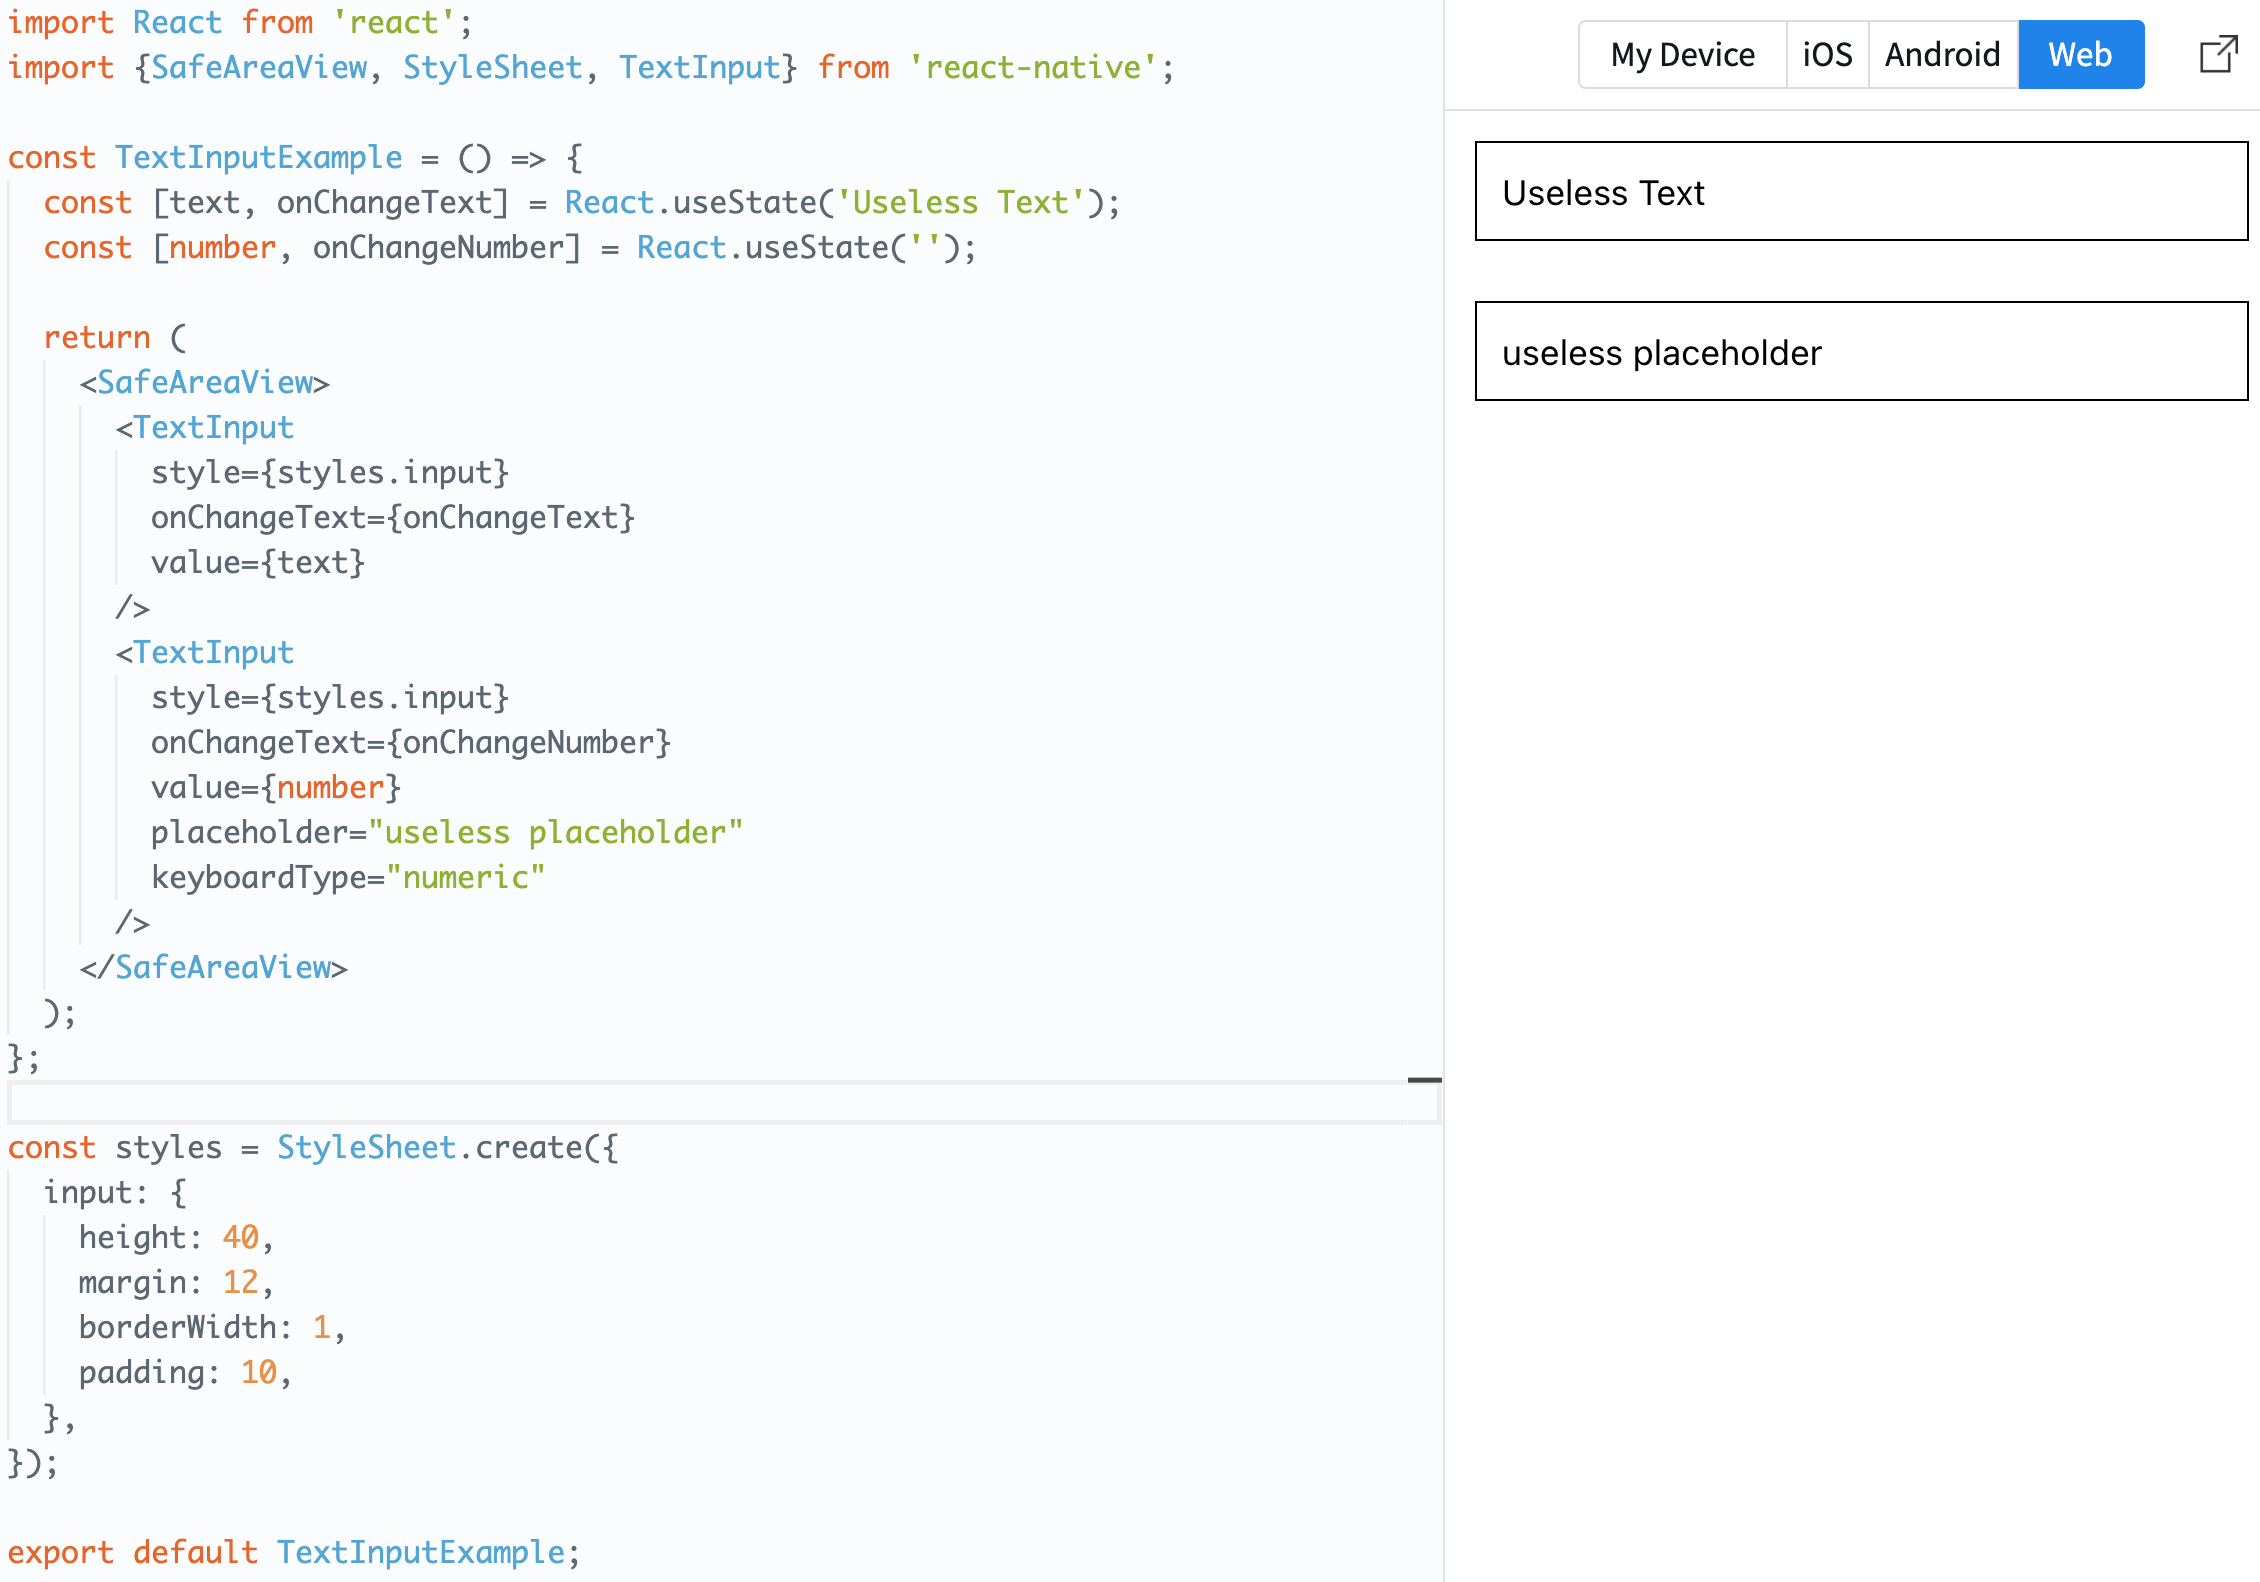 import React from 'react';
import {SafeAreaView, StyleSheet, TextInput} from 'react-native';
const TextInputExample = () => {
const [text, onChangeText] = React.useState('Useless Text');
const [number, onChangeNumber] = React.useState('');
return (
<SafeAreaView>
<TextInput
style={styles.input}
onChangeText={onChangeText}
value={text}
/>
<TextInput
style={styles.input}
onChangeText={onChangeNumber}
value={number}
placeholder="useless placeholder"
keyboardType="numeric"
/>
</SafeAreaView>
);
};
const styles = StyleSheet.create({
input: {
height: 40,
margin: 12,
borderWidth: 1,
padding: 10,
},
});
export default TextInputExample;
My Device iOS Android Web
Useless Text
useless placeholder